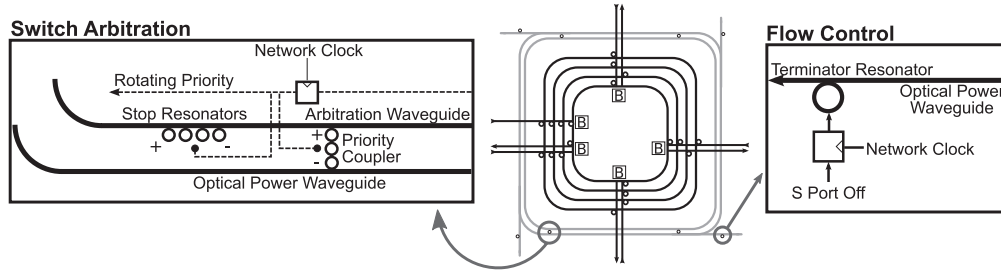 Switch Arbitration
Network Clock
Rotating Priority
Stop Resonators
Arbitration Waveguide
+
-
+
Priority
Coupler
-
Optical Power Waveguide
B
B
B
B
B
Flow Control
Terminator Resonator
Optical Power
Waveguide
Network Clock
S Port Off